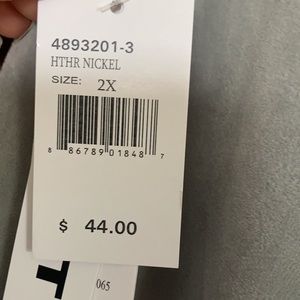 4893201-3
HTHR NICKEL
SIZE: 2X
8 86789 01848 7
$ 44.00
065